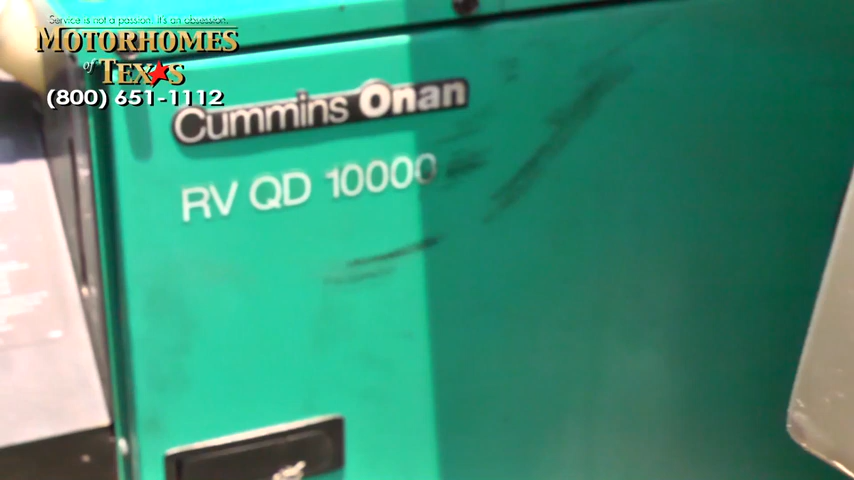 Service is not a passion. it's an obsession.
MOTORHOMES
of TEXAS
(800) 651-1112
Cummins Onan
RV QD 10000